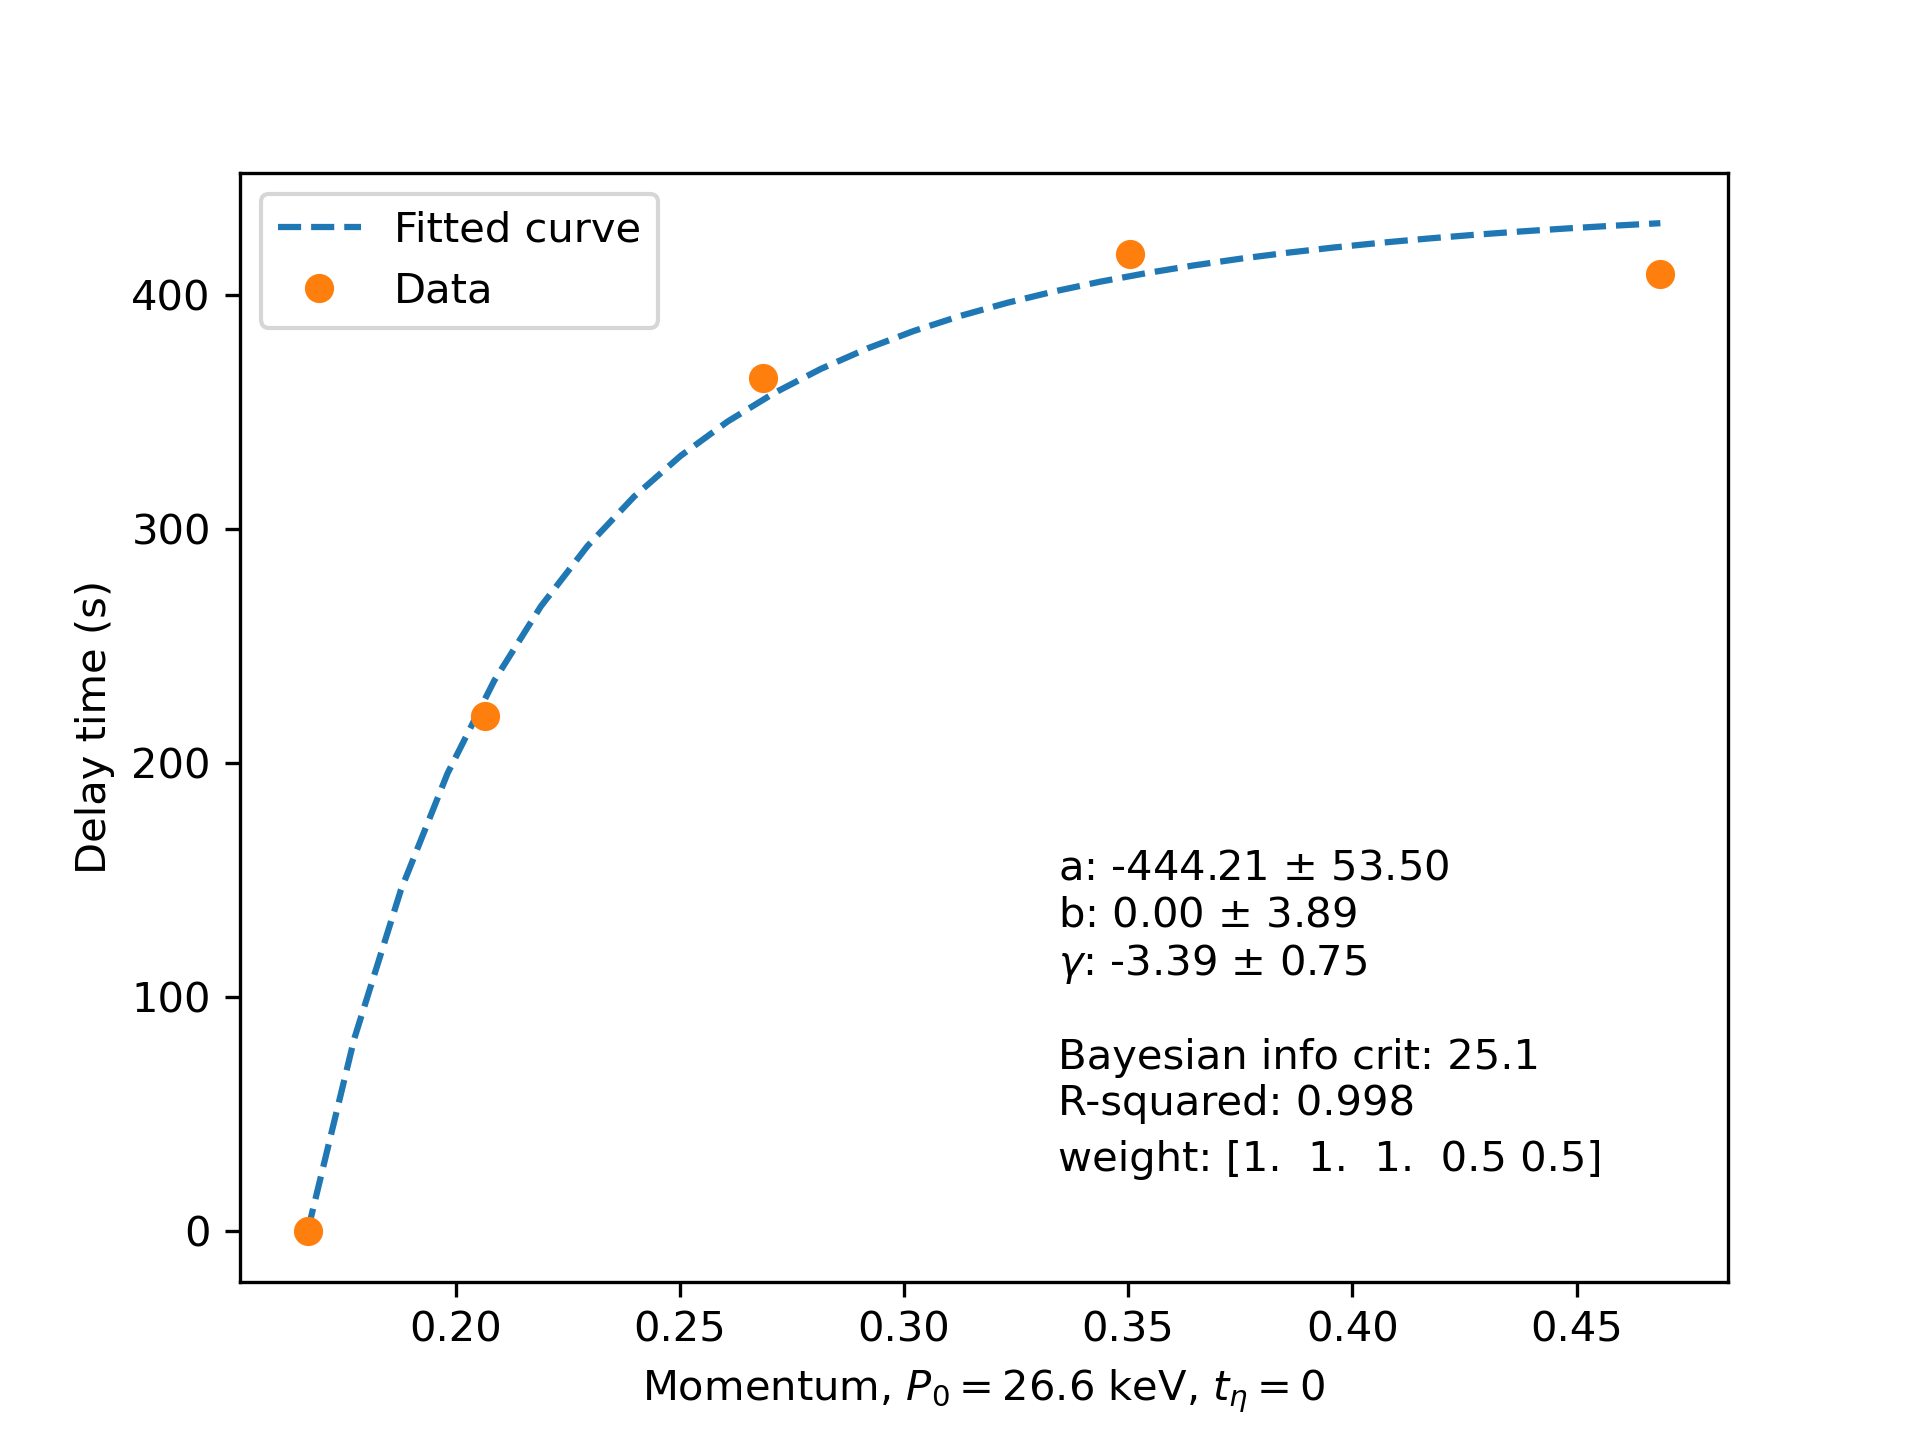 Fitted curve
Data
400
300
200
100
0
Delay time (s)
a: -444.21 ± 53.50
b: 0.00 ± 3.89
γ: -3.39 ± 0.75
Bayesian info crit: 25.1
R-squared: 0.998
weight: [1. 1. 1. 0.5 0.5]
0.20 0.25 0.30 0.35 0.40 0.45
Momentum, P₀ = 26.6 keV, t_η = 0